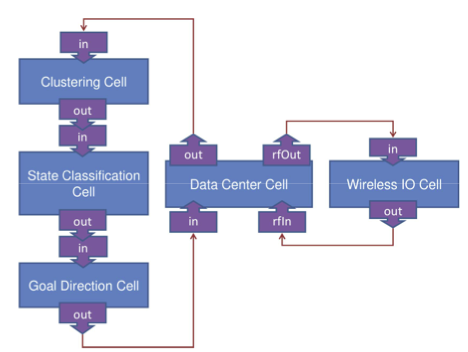 in
Clustering Cell
out
in
State Classification
Cell
out
in
Goal Direction Cell
out
out
rfOut
Data Center Cell
in
rfIn
in
Wireless IO Cell
out